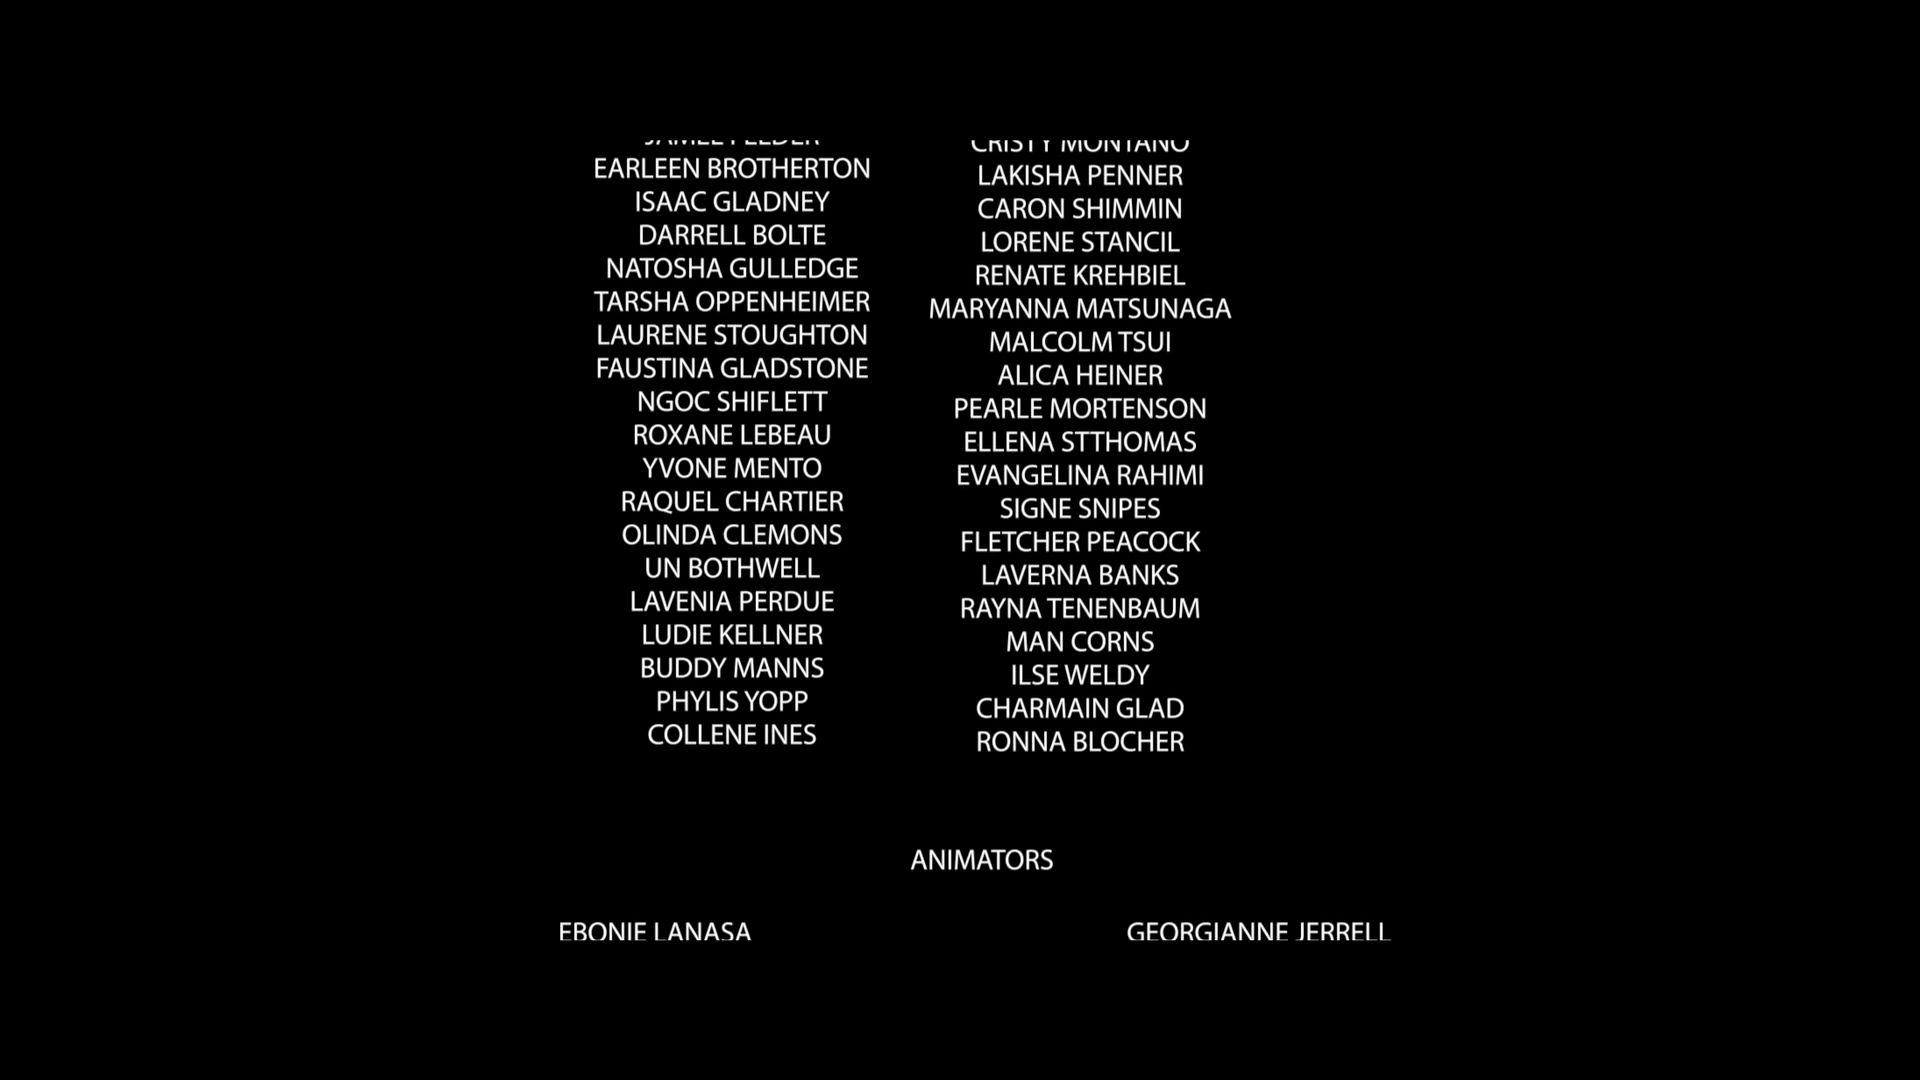 EARLEEN BROTHERTON
ISAAC GLADNEY
DARRELL BOLTE
NATOSHA GULLEDGE
TARSHA OPPENHEIMER
LAURENE STOUGHTON
FAUSTINA GLADSTONE
NGOC SHIFLETT
ROXANE LEBEAU
YVONE MENTO
RAQUEL CHARTIER
OLINDA CLEMONS
UN BOTHWELL
LAVENIA PERDUE
LUDIE KELLNER
BUDDY MANNS
PHYLIS YOPP
COLLENE INES
CRISTY MONTANO
LAKISHA PENNER
CARON SHIMMIN
LORENE STANCIL
RENATE KREHBIEL
MARYANNA MATSUNAGA
MALCOLM TSUI
ALICA HEINER
PEARLE MORTENSON
ELLENA STTHOMAS
EVANGELINA RAHIMI
SIGNE SNIPES
FLETCHER PEACOCK
LAVERNA BANKS
RAYNA TENENBAUM
MAN CORNS
ILSE WELDY
CHARMAIN GLAD
RONNA BLOCHER
ANIMATORS
EBONIE LANASA
GEORGIANNE JERRELL